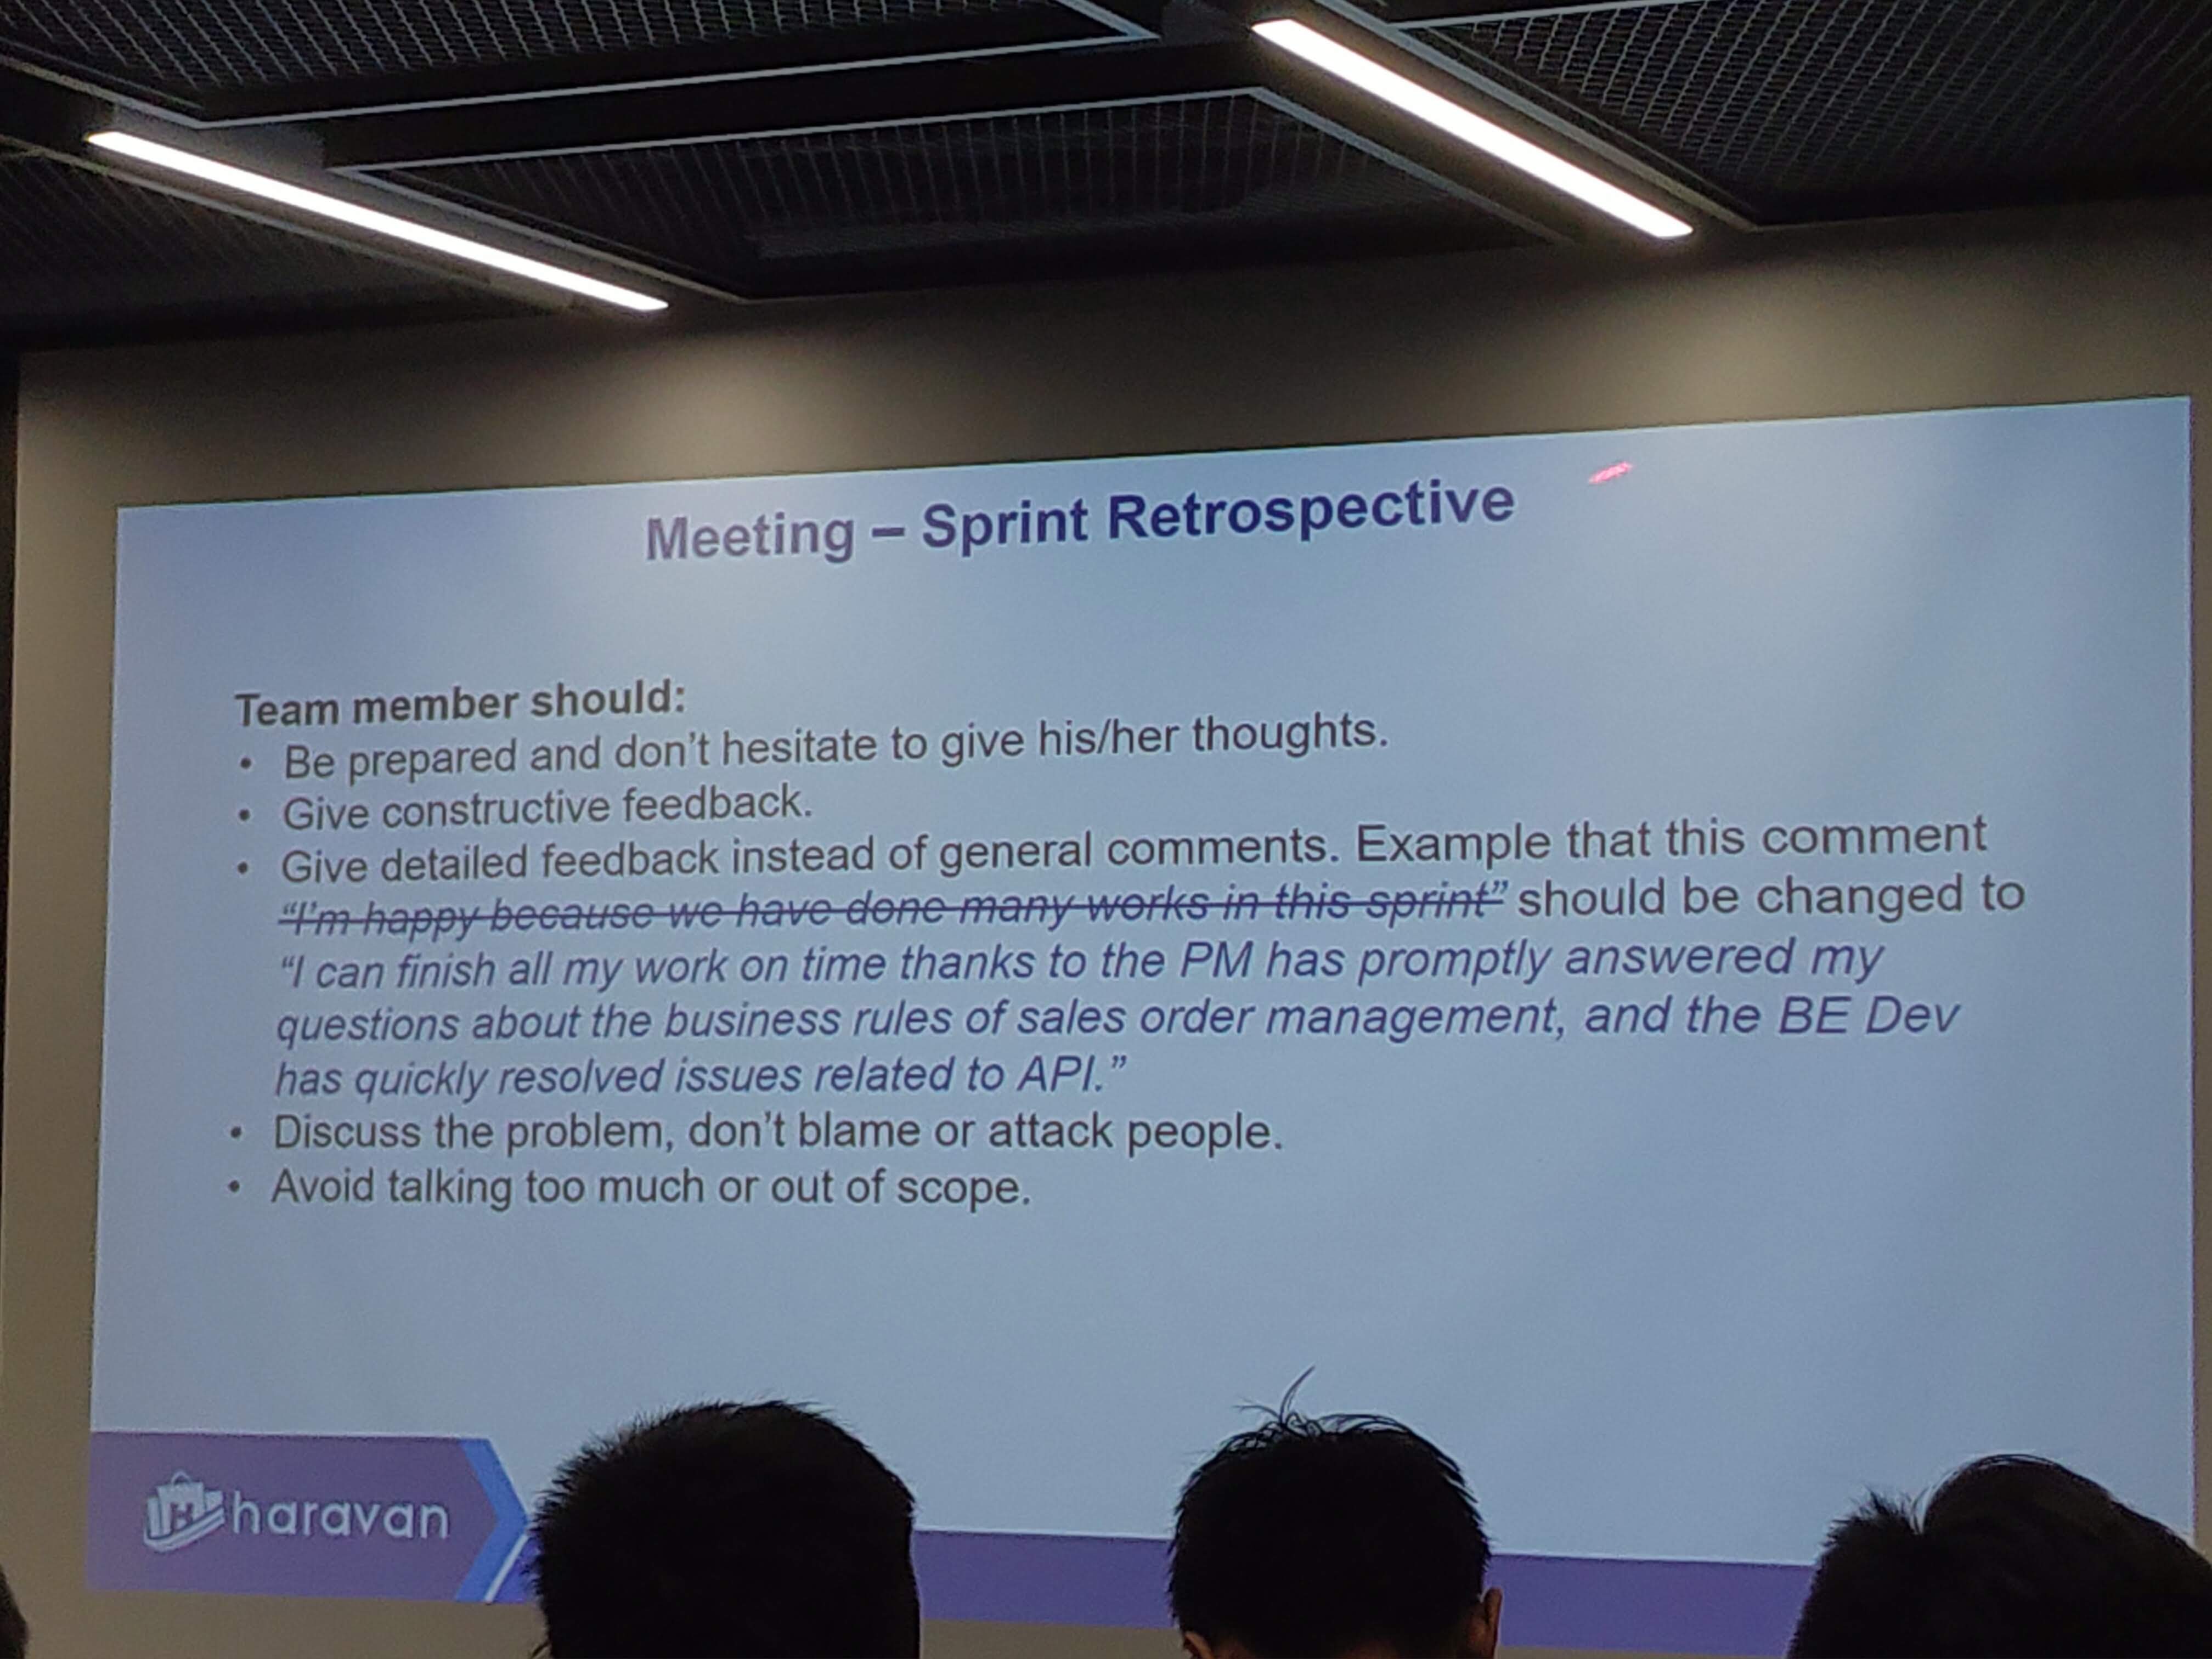 Meeting – Sprint Retrospective
Team member should:
• Be prepared and don't hesitate to give his/her thoughts.
• Give constructive feedback.
• Give detailed feedback instead of general comments. Example that this comment
“I'm happy because we have done many works in this sprint” should be changed to
“I can finish all my work on time thanks to the PM has promptly answered my
questions about the business rules of sales order management, and the BE Dev
has quickly resolved issues related to API.”
• Discuss the problem, don't blame or attack people.
• Avoid talking too much or out of scope.
haravan